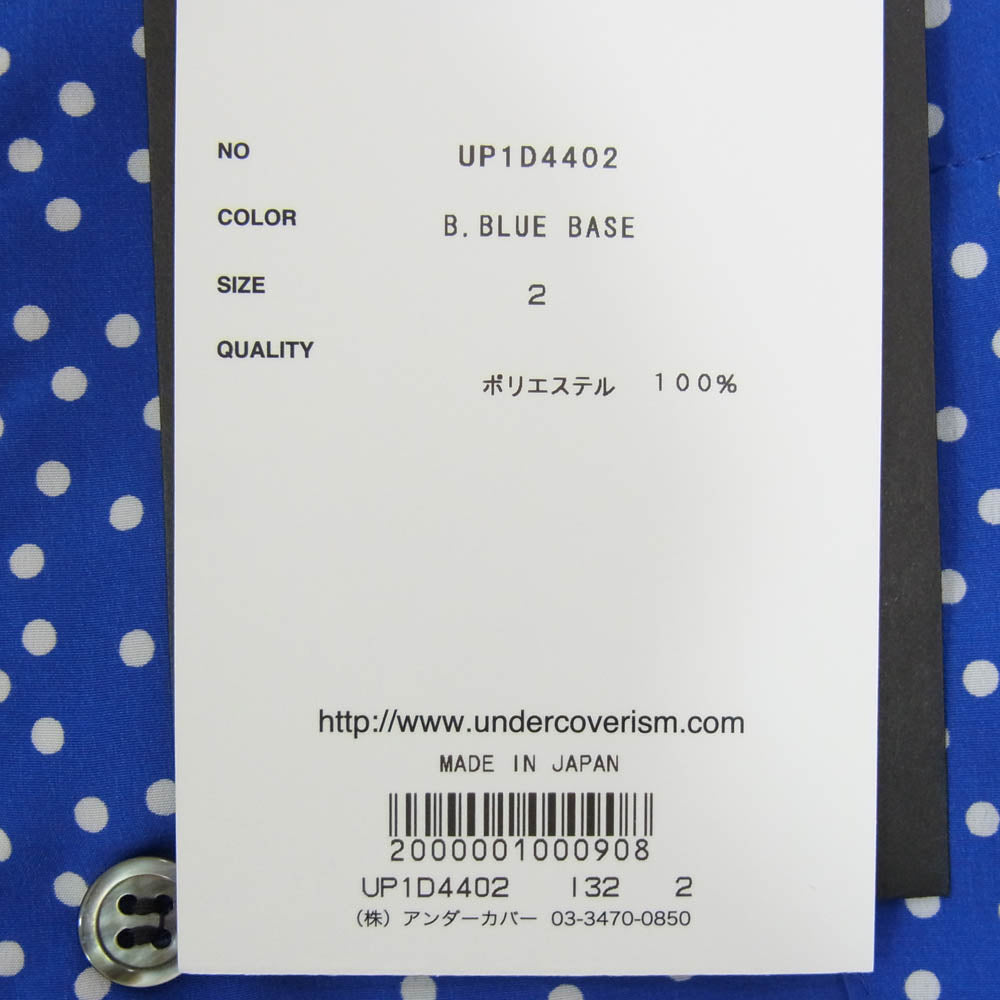 NO UP1D4402
COLOR B.BLUE BASE
SIZE 2
QUALITY
ポリエステル 100%
http://www.undercoverism.com
MADE IN JAPAN
2000001000908
UP1D4402 132 2
(株) アンダーカバー 03-3470-0850